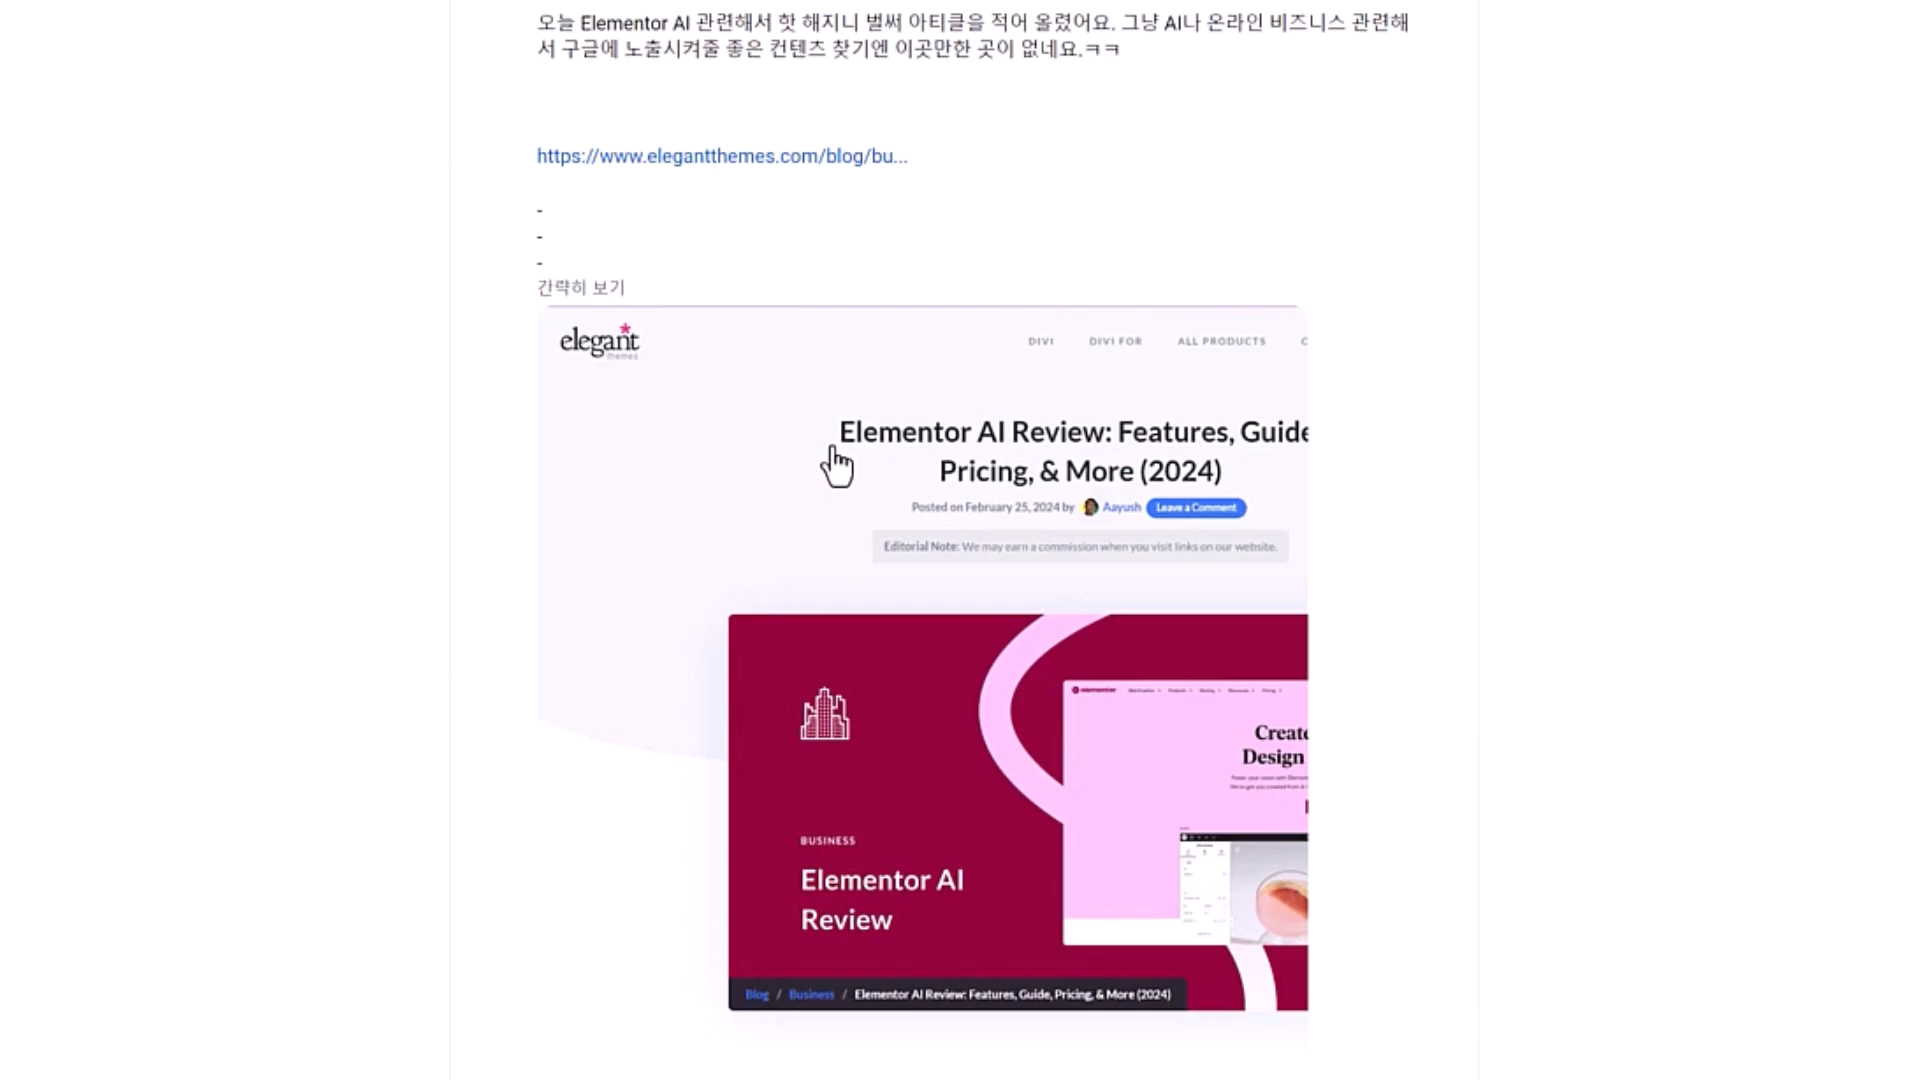 오늘 Elementor AI 관련해서 핫 해지니 벌써 아티클을 적어 올렸어요. 그냥 AI나 온라인 비즈니스 관련해
서 구글에 노출시켜줄 좋은 컨텐츠 찾기엔 이곳만한 곳이 없네요.ㅋㅋ
https://www.elegantthemes.com/blog/bu...
-
-
-
간략히 보기
elegant
themes
DIVI DIVI FOR ALL PRODUCTS C
Elementor AI Review: Features, Guide
Pricing, & More (2024)
Posted on February 25, 2024 by Aayush Leave a Comment
Editorial Note: We may earn a commission when you visit links on our website.
elementor
Create
Design
BUSINESS
Elementor AI
Review
Blog / Business / Elementor AI Review: Features, Guide, Pricing, & More (2024)